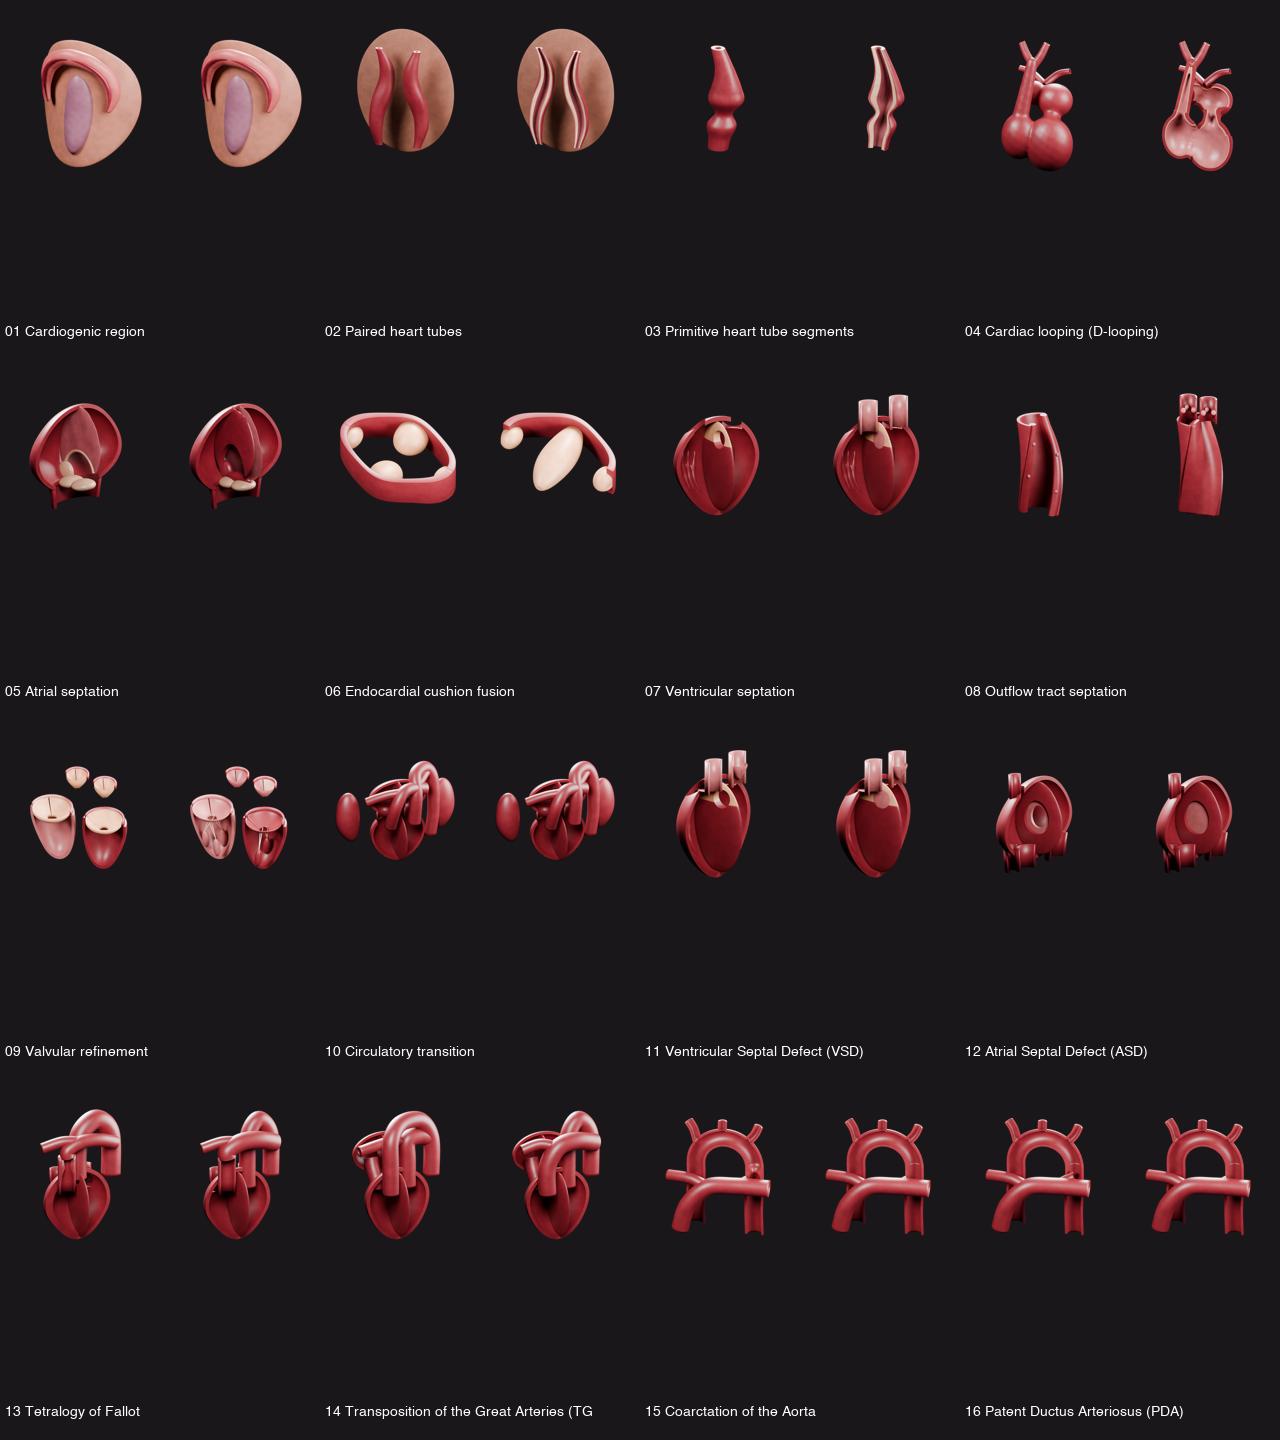 01 Cardiogenic region
02 Paired heart tubes
03 Primitive heart tube segments
04 Cardiac looping (D-looping)
05 Atrial septation
06 Endocardial cushion fusion
07 Ventricular septation
08 Outflow tract septation
09 Valvular refinement
10 Circulatory transition
11 Ventricular Septal Defect (VSD)
12 Atrial Septal Defect (ASD)
13 Tetralogy of Fallot
14 Transposition of the Great Arteries (TG
15 Coarctation of the Aorta
16 Patent Ductus Arteriosus (PDA)